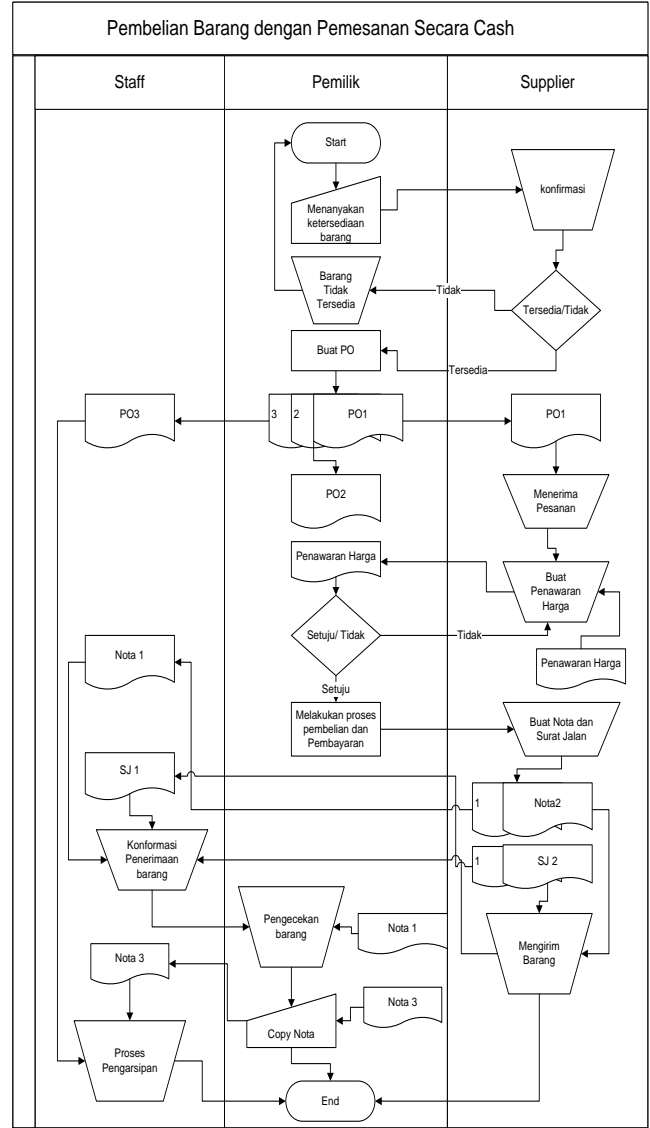 Pembelian Barang dengan Pemesanan Secara Cash
Staff
Pemilik
Supplier
Start
Menanyakan
ketersediaan
barang
konfirmasi
Barang
Tidak
Tersedia
Tidak
Tersedia/Tidak
Buat PO
Tersedia
PO3
3
2
PO1
PO1
PO2
Menerima
Pesanan
Penawaran Harga
Buat
Penawaran
Harga
Setuju/ Tidak
Tidak
Penawaran Harga
Nota 1
Setuju
Melakukan proses
pembelian dan
Pembayaran
Buat Nota dan
Surat Jalan
SJ 1
1
Nota2
Konformasi
Penerimaan
barang
1
SJ 2
Pengecekan
barang
Nota 1
Mengirim
Barang
Nota 3
Copy Nota
Nota 3
Proses
Pengarsipan
End